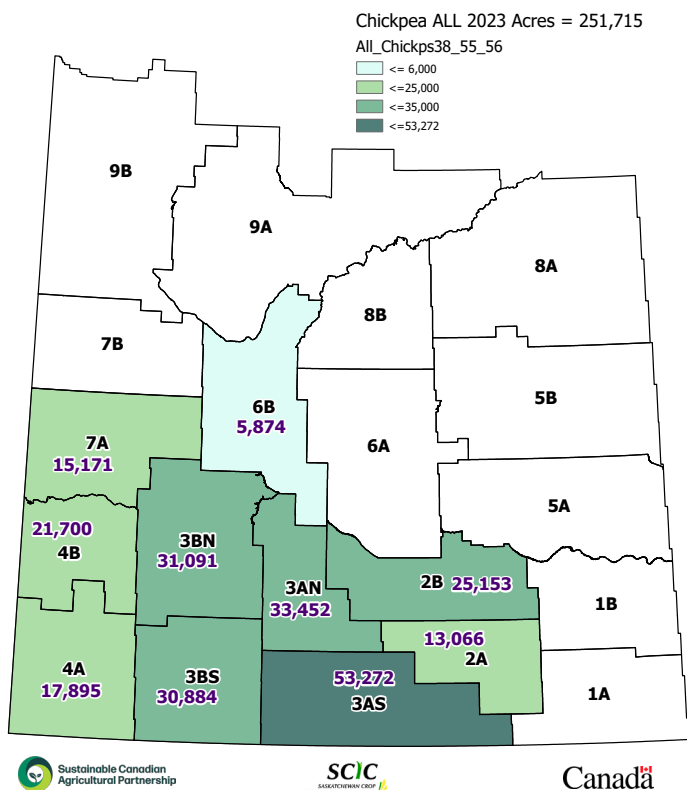 Chickpea ALL 2023 Acres = 251,715
All_Chickps38_55_56
<= 6,000
<=25,000
<=35,000
<=53,272
9B
9A
8A
8B
7B
5B
6B
5,874
6A
7A
15,171
5A
21,700
4B
3BN
31,091
3AN
33,452
2B 25,153
1B
13,066
2A
4A
17,895
3BS
30,884
53,272
3AS
1A
Sustainable Canadian
Agricultural Partnership
SCIC
SASKATCHEWAN CROP
Canada